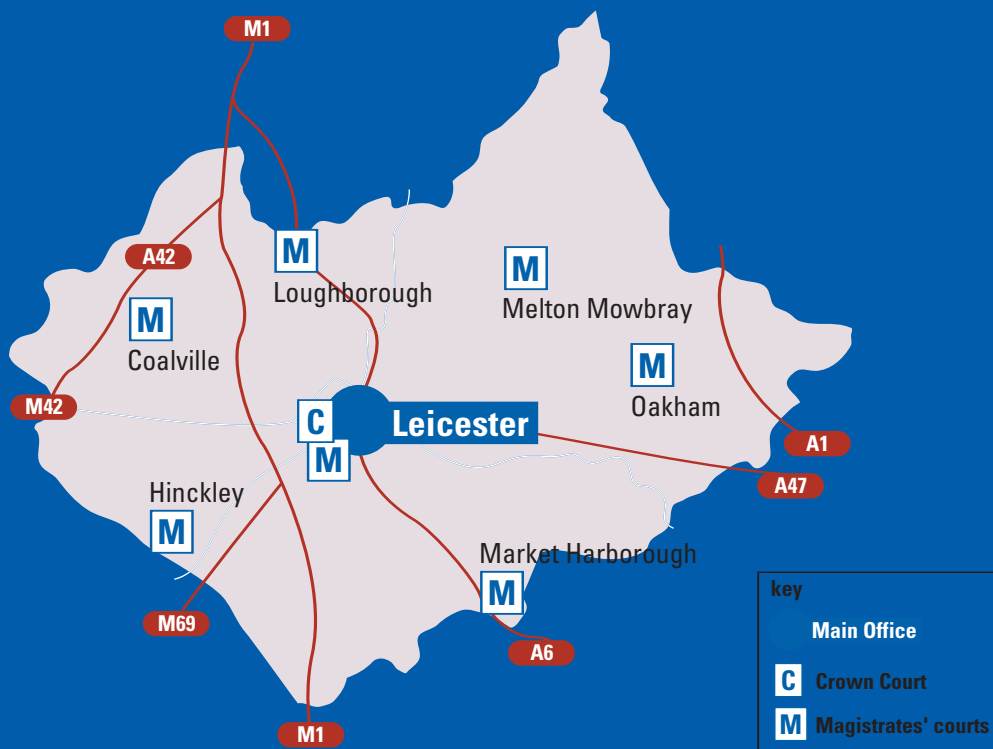 M1
M
Loughborough
A42
M
Melton Mowbray
M
Coalville
M
Oakham
M42
C
Leicester
M
A1
A47
Hinckley
M
Market Harborough
M
M69
A6
M1
key
Main Office
C Crown Court
M Magistrates' courts